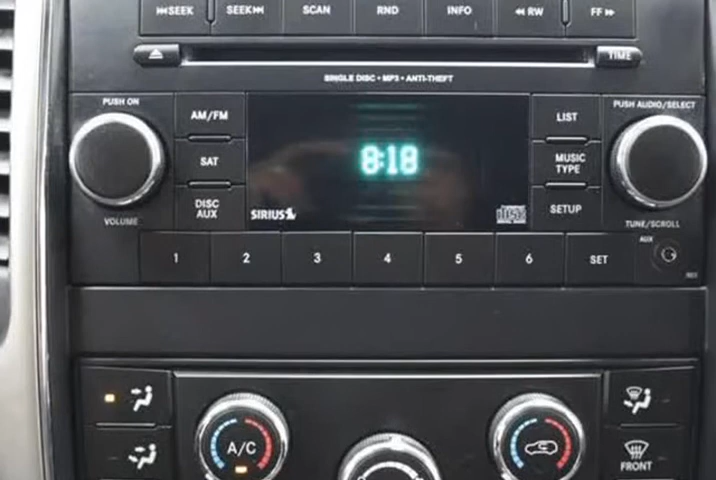 ⏮SEEK SEEK⏭ SCAN RND INFO ◀◀ RW FF ▶▶
TIME
SINGLE DISC • MP3 • ANTI-THEFT
PUSH ON
VOLUME
AM/FM
SAT
DISC
AUX
8:18
SIRIUS
disc
LIST
MUSIC
TYPE
SETUP
PUSH AUDIO/SELECT
TUNE/SCROLL
AUX
1 2 3 4 5 6 SET
A/C
FRONT